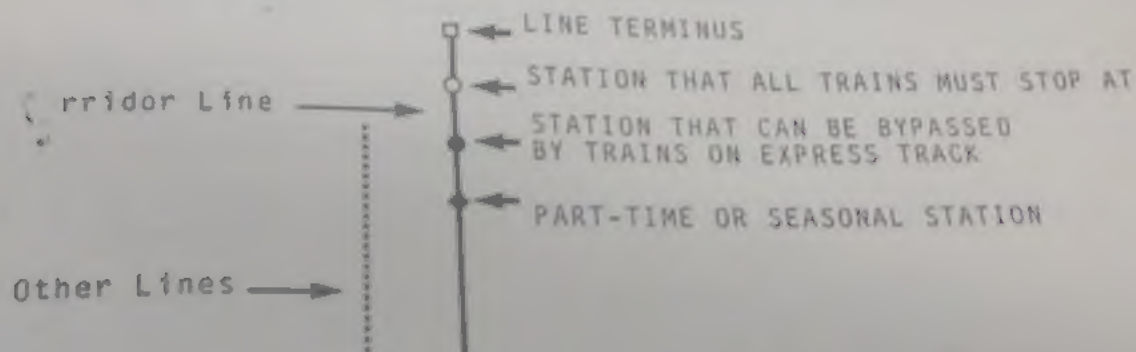 LINE TERMINUS
STATION THAT ALL TRAINS MUST STOP AT
rridor Line
STATION THAT CAN BE BYPASSED
BY TRAINS ON EXPRESS TRACK
PART-TIME OR SEASONAL STATION
Other Lines